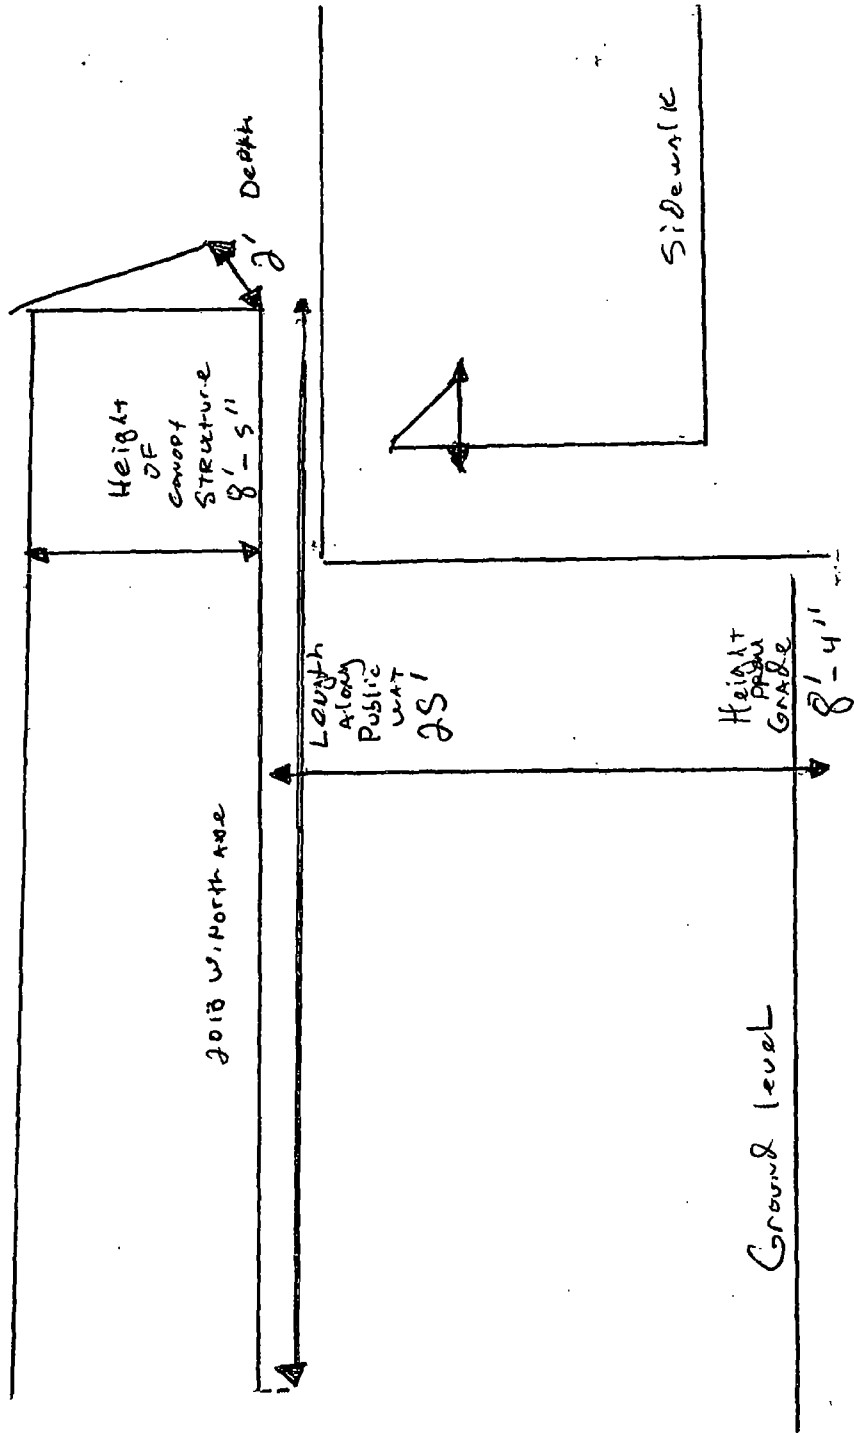 2' Depth
Height
OF
canopy
STRUcture
8'-5"
Sidewalk
Length
Along
Public
WAY
25'
Height
From
Grade
8'-4"
2013 W. North Ave
Ground level